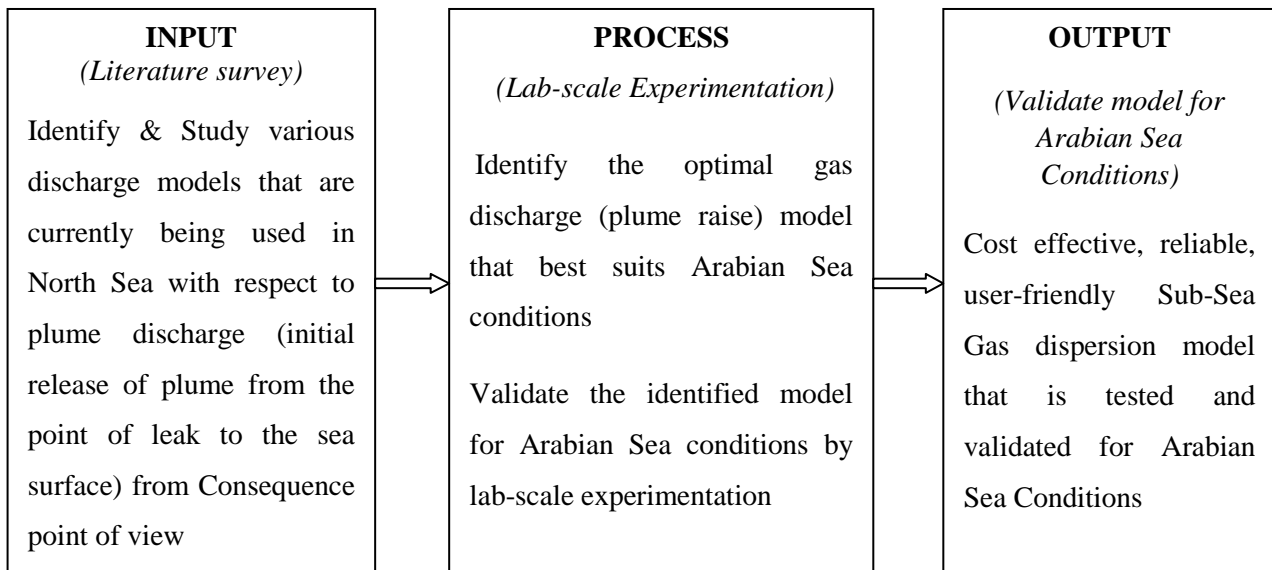 INPUT
(Literature survey)
Identify & Study various
discharge models that are
currently being used in
North Sea with respect to
plume discharge (initial
release of plume from the
point of leak to the sea
surface) from Consequence
point of view
PROCESS
(Lab-scale Experimentation)
Identify the optimal gas
discharge (plume raise) model
that best suits Arabian Sea
conditions
Validate the identified model
for Arabian Sea conditions by
lab-scale experimentation
OUTPUT
(Validate model for
Arabian Sea
Conditions)
Cost effective, reliable,
user-friendly Sub-Sea
Gas dispersion model
that is tested and
validated for Arabian
Sea Conditions